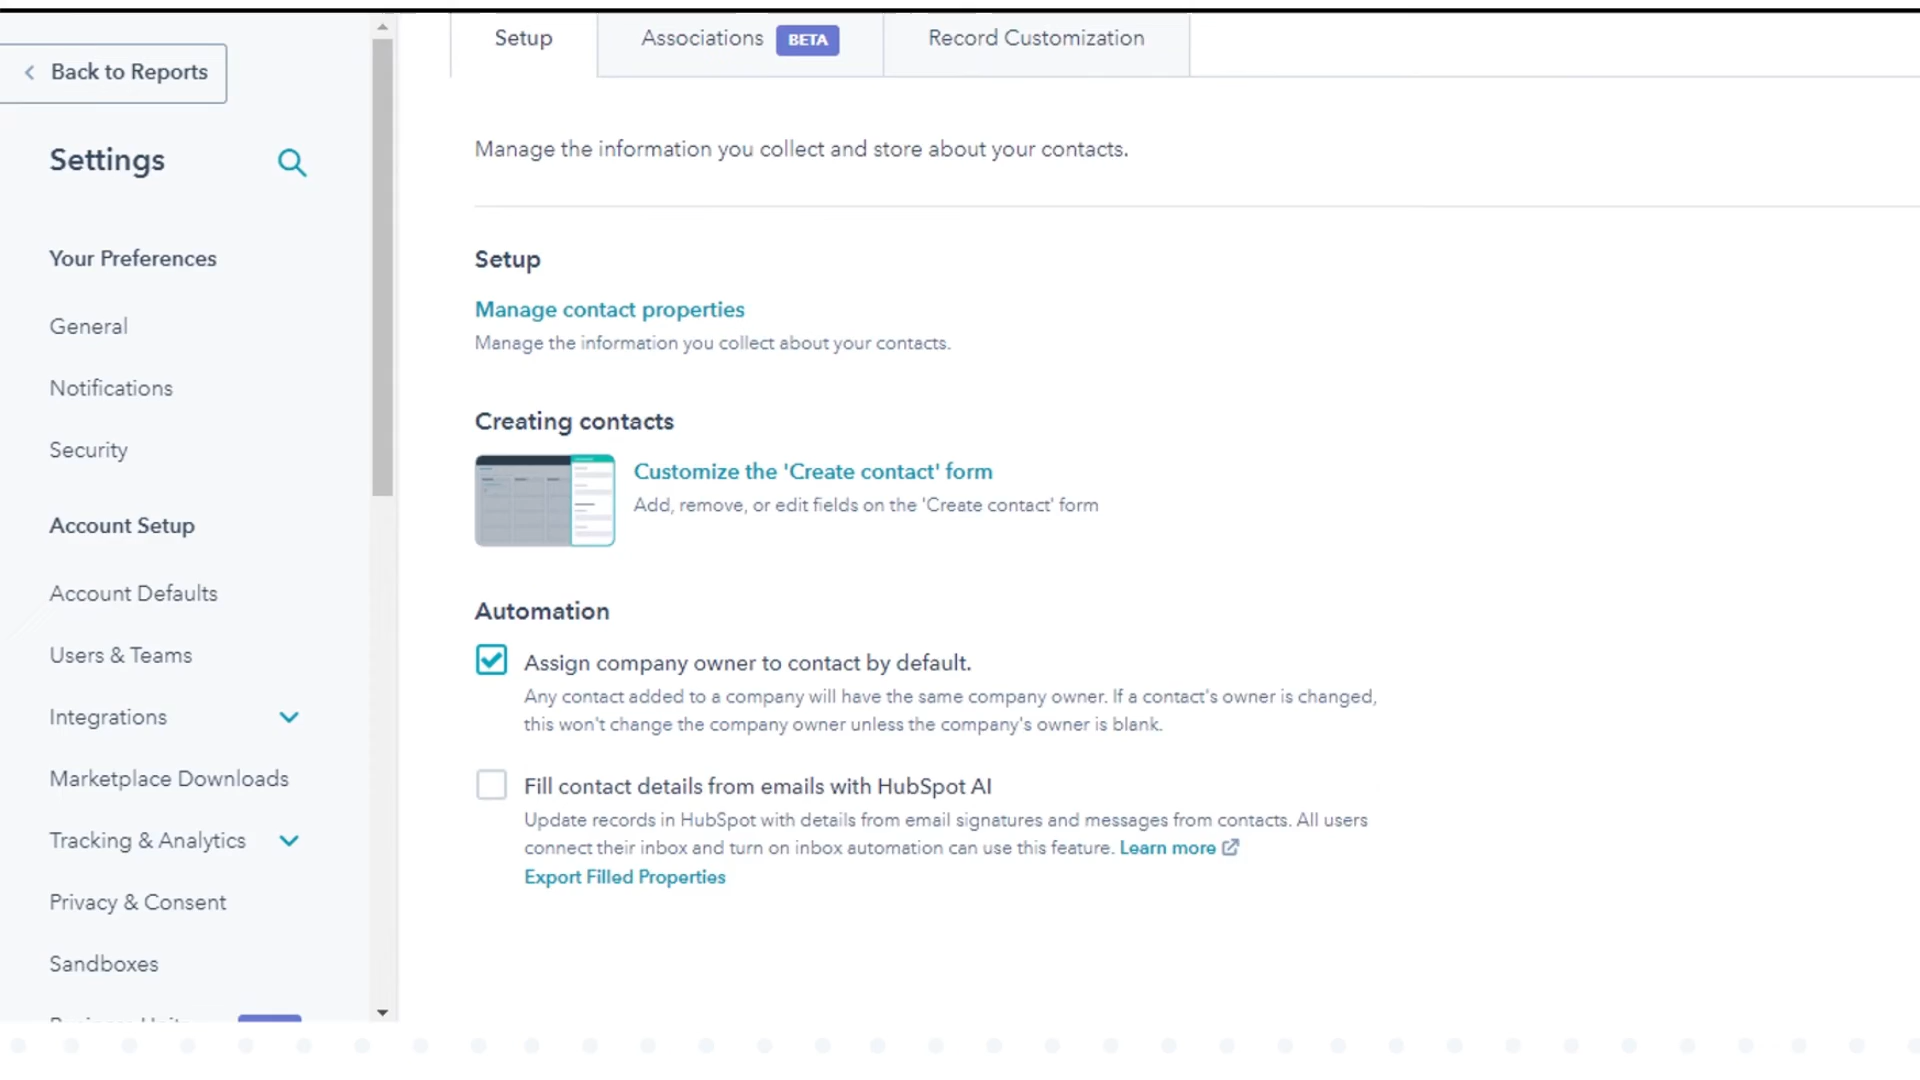 Setup
Associations BETA
Record Customization
Back to Reports
Settings
Your Preferences
General
Notifications
Security
Account Setup
Account Defaults
Users & Teams
Integrations
Marketplace Downloads
Tracking & Analytics
Privacy & Consent
Sandboxes
Manage the information you collect and store about your contacts.
Setup
Manage contact properties
Manage the information you collect about your contacts.
Creating contacts
Customize the 'Create contact' form
Add, remove, or edit fields on the 'Create contact' form
Automation
Assign company owner to contact by default.
Any contact added to a company will have the same company owner. If a contact's owner is changed,
this won't change the company owner unless the company's owner is blank.
Fill contact details from emails with HubSpot AI
Update records in HubSpot with details from email signatures and messages from contacts. All users
connect their inbox and turn on inbox automation can use this feature. Learn more
Export Filled Properties